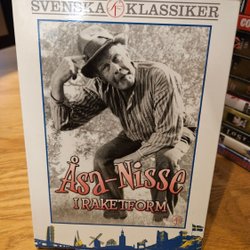 SVENSKA KLASSIKER
Åsa-Nisse
I RAKETFORM